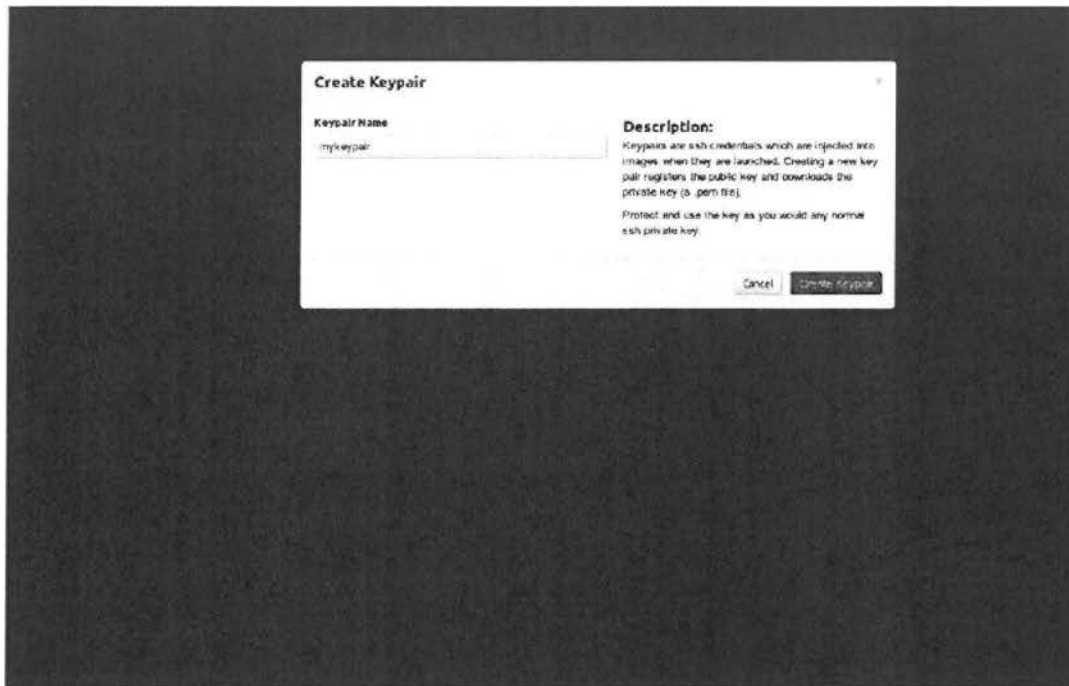 Create Keypair
×
Keypair Name
mykeypair
Description:
Keypairs are ssh credentials which are injected into
images when they are launched. Creating a new key
pair registers the public key and downloads the
private key (a .pem file).
Protect and use the key as you would any normal
ssh private key.
Cancel
Create Keypair